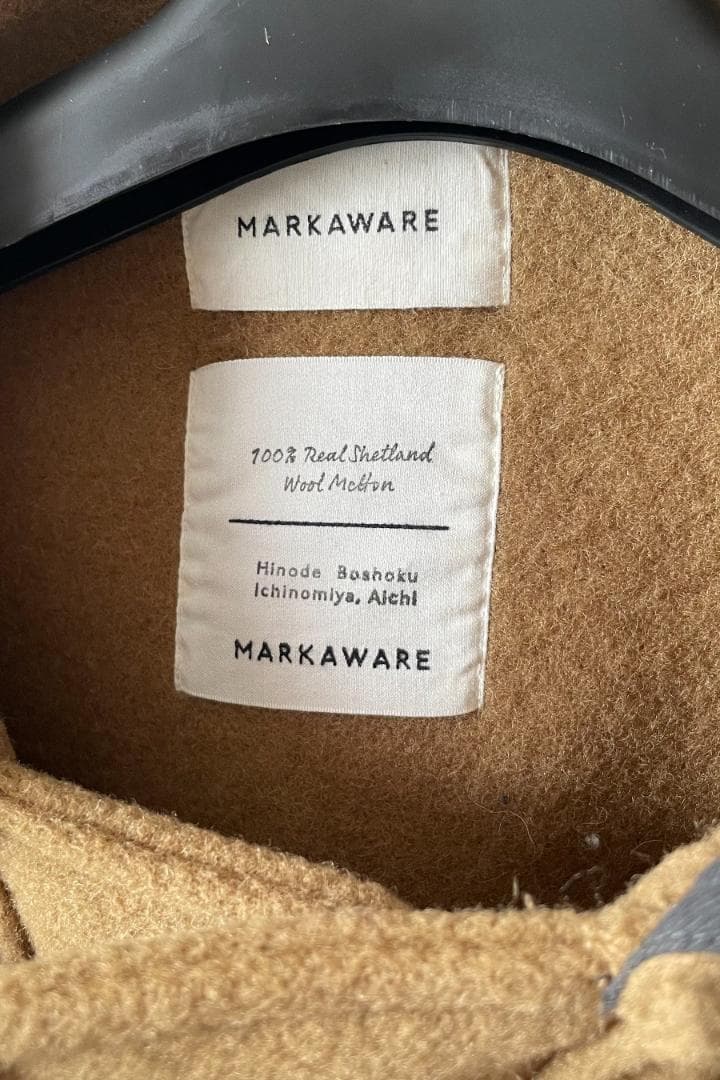 MARKAWARE
100% Real Shetland
Wool Melton
Hinode Boshoku
Ichinomiya, Aichi
MARKAWARE